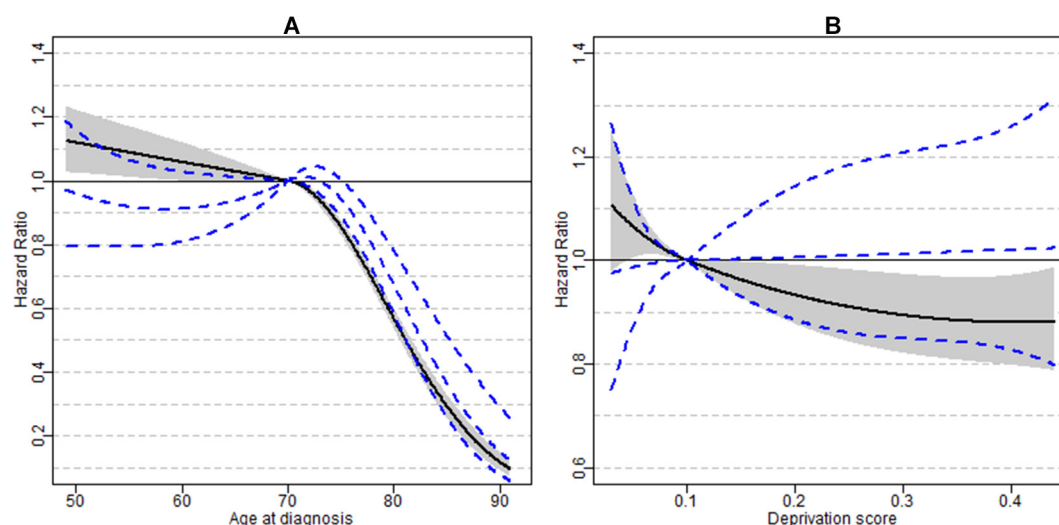 A
Hazard Ratio
1.4
1.2
1.0
0.8
0.6
0.4
0.2
50 60 70 80 90
Age at diagnosis
B
Hazard Ratio
1.4
1.2
1.0
0.8
0.6
0.1 0.2 0.3 0.4
Deprivation score